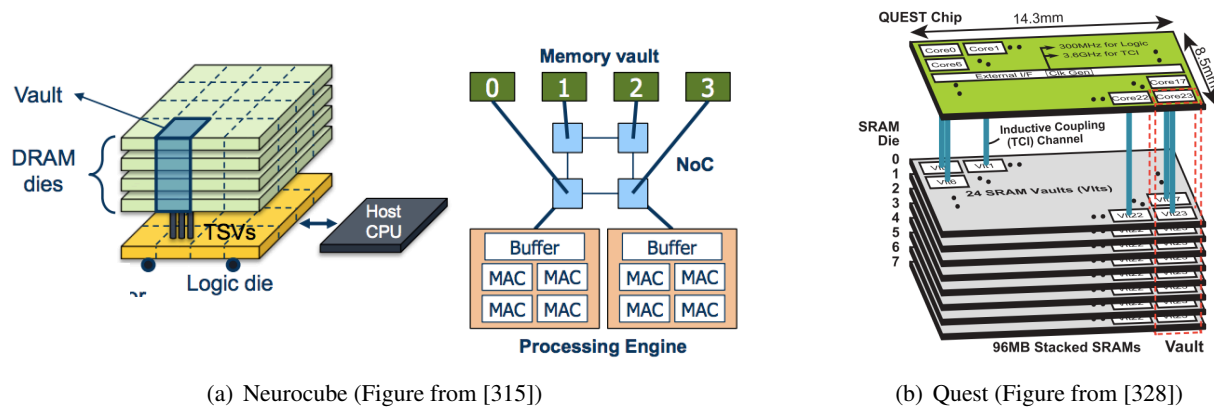 Vault
DRAM
dies
TSVs
Host
CPU
Logic die
or
Memory vault
0 1 2 3
NoC
Buffer Buffer
MAC MAC MAC MAC
MAC MAC MAC MAC
Processing Engine
QUEST Chip
14.3mm
8.5mm
Core0 Core1
Core6
300MHz for Logic
3.6GHz for TCI
External I/F Clk Gen
Core17
Core22 Core23
Inductive Coupling
(TCI) Channel
SRAM
Die
0
1
2
3
4
5
6
7
24 SRAM Vaults (Vlts)
Vlt22 Vlt23
96MB Stacked SRAMs
Vault
(a) Neurocube (Figure from [315])
(b) Quest (Figure from [328])